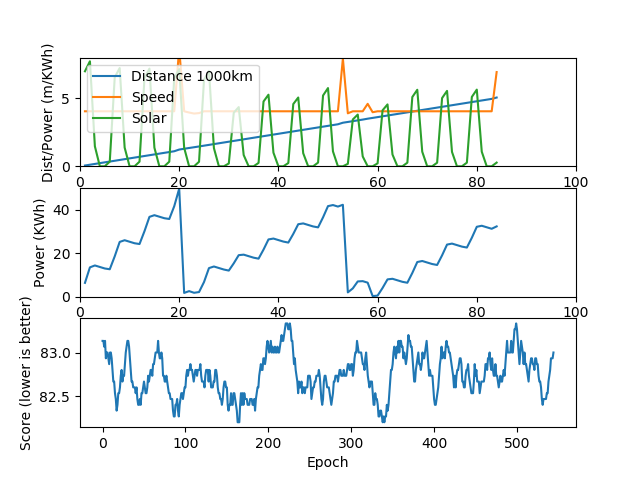 Dist/Power (m/KWh)
Distance 1000km
Speed
Solar
5
0
0 20 40 60 80 100
Power (KWh)
40
20
0
0 20 40 60 80 100
Score (lower is better)
83.0
82.5
0 100 200 300 400 500
Epoch